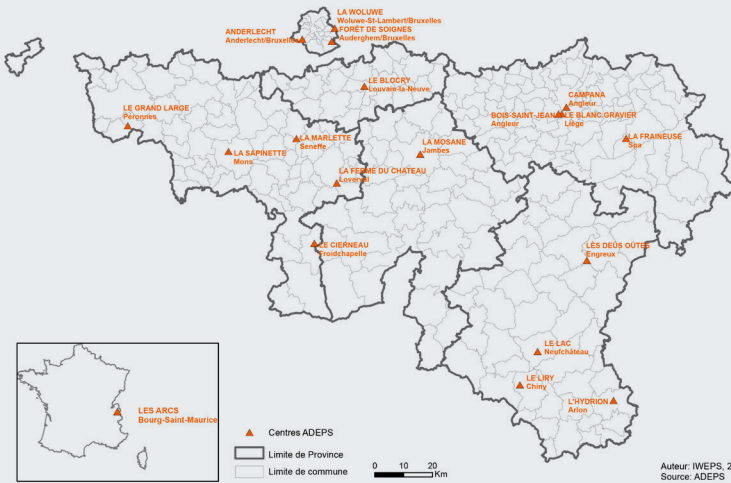 LA WOLUWE
Woluwe-St-Lambert/Bruxelles
FORÊT DE SOIGNES
Auderghem/Bruxelles
ANDERLECHT
Anderlecht/Bruxelles
LE BLOCRY
Louvain-la-Neuve
CAMPANA
Angleur
BOIS-SAINT-JEAN
Angleur
LE BLANC GRAVIER
Liège
LE GRAND LARGE
Péronnes
LA MARLETTE
Seneffe
LA SAPINETTE
Mons
LA MOSANE
Jambes
LA FRAINEUSE
Spa
LA FERME DU CHATEAU
Loverval
LE CIERNEAU
Froidchapelle
LÈS DEÛS OÛTES
Engreux
LE LAC
Neufchâteau
LE LIRY
Chiny
L'HYDRION
Arlon
LES ARCS
Bourg-Saint-Maurice
Centres ADEPS
Limite de Province
Limite de commune
0 10 20
Km
Auteur: IWEPS, 2
Source: ADEPS